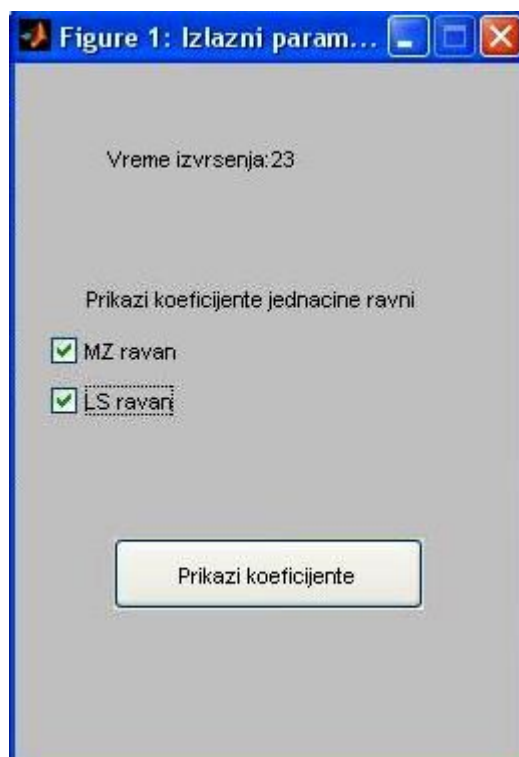 Figure 1: Izlazni param...
Vreme izvrsenja:23
Prikazi koeficijente jednacine ravni
MZ ravan
LS ravan
Prikazi koeficijente